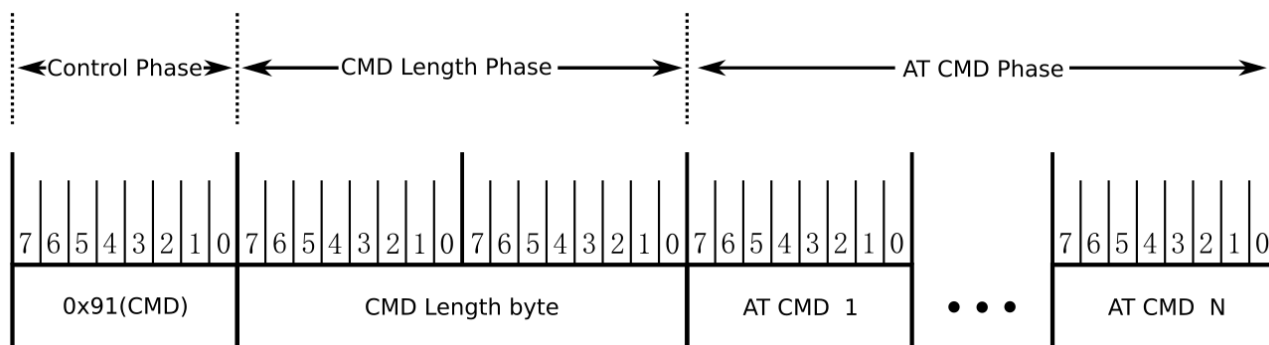 Control Phase CMD Length Phase AT CMD Phase
7 6 5 4 3 2 1 0 7 6 5 4 3 2 1 0 7 6 5 4 3 2 1 0 7 6 5 4 3 2 1 0 7 6 5 4 3 2 1 0
0x91(CMD) CMD Length byte AT CMD 1 • • • AT CMD N